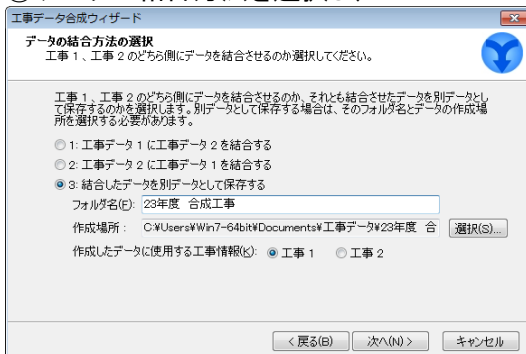 工事データ合成ウィザード
データの結合方法の選択
工事 1、工事 2 のどちら側にデータを結合させるのか選択してください。
工事 1、工事 2 のどちら側にデータを結合させるのか、それとも結合させたデータを別データとし
て保存するのかを選択します。別データとして保存する場合は、そのフォルダ名とデータの作成場
所を選択する必要があります。
1: 工事データ 1 に工事データ 2 を結合する
2: 工事データ 2 に工事データ 1 を結合する
3: 結合したデータを別データとして保存する
フォルダ名(F): 23年度 合成工事
作成場所: C:¥Users¥Win7-64bit¥Documents¥工事データ¥23年度 合 選択(S)...
作成したデータに使用する工事情報(K): 工事 1 工事 2
< 戻る(B) 次へ(N) > キャンセル